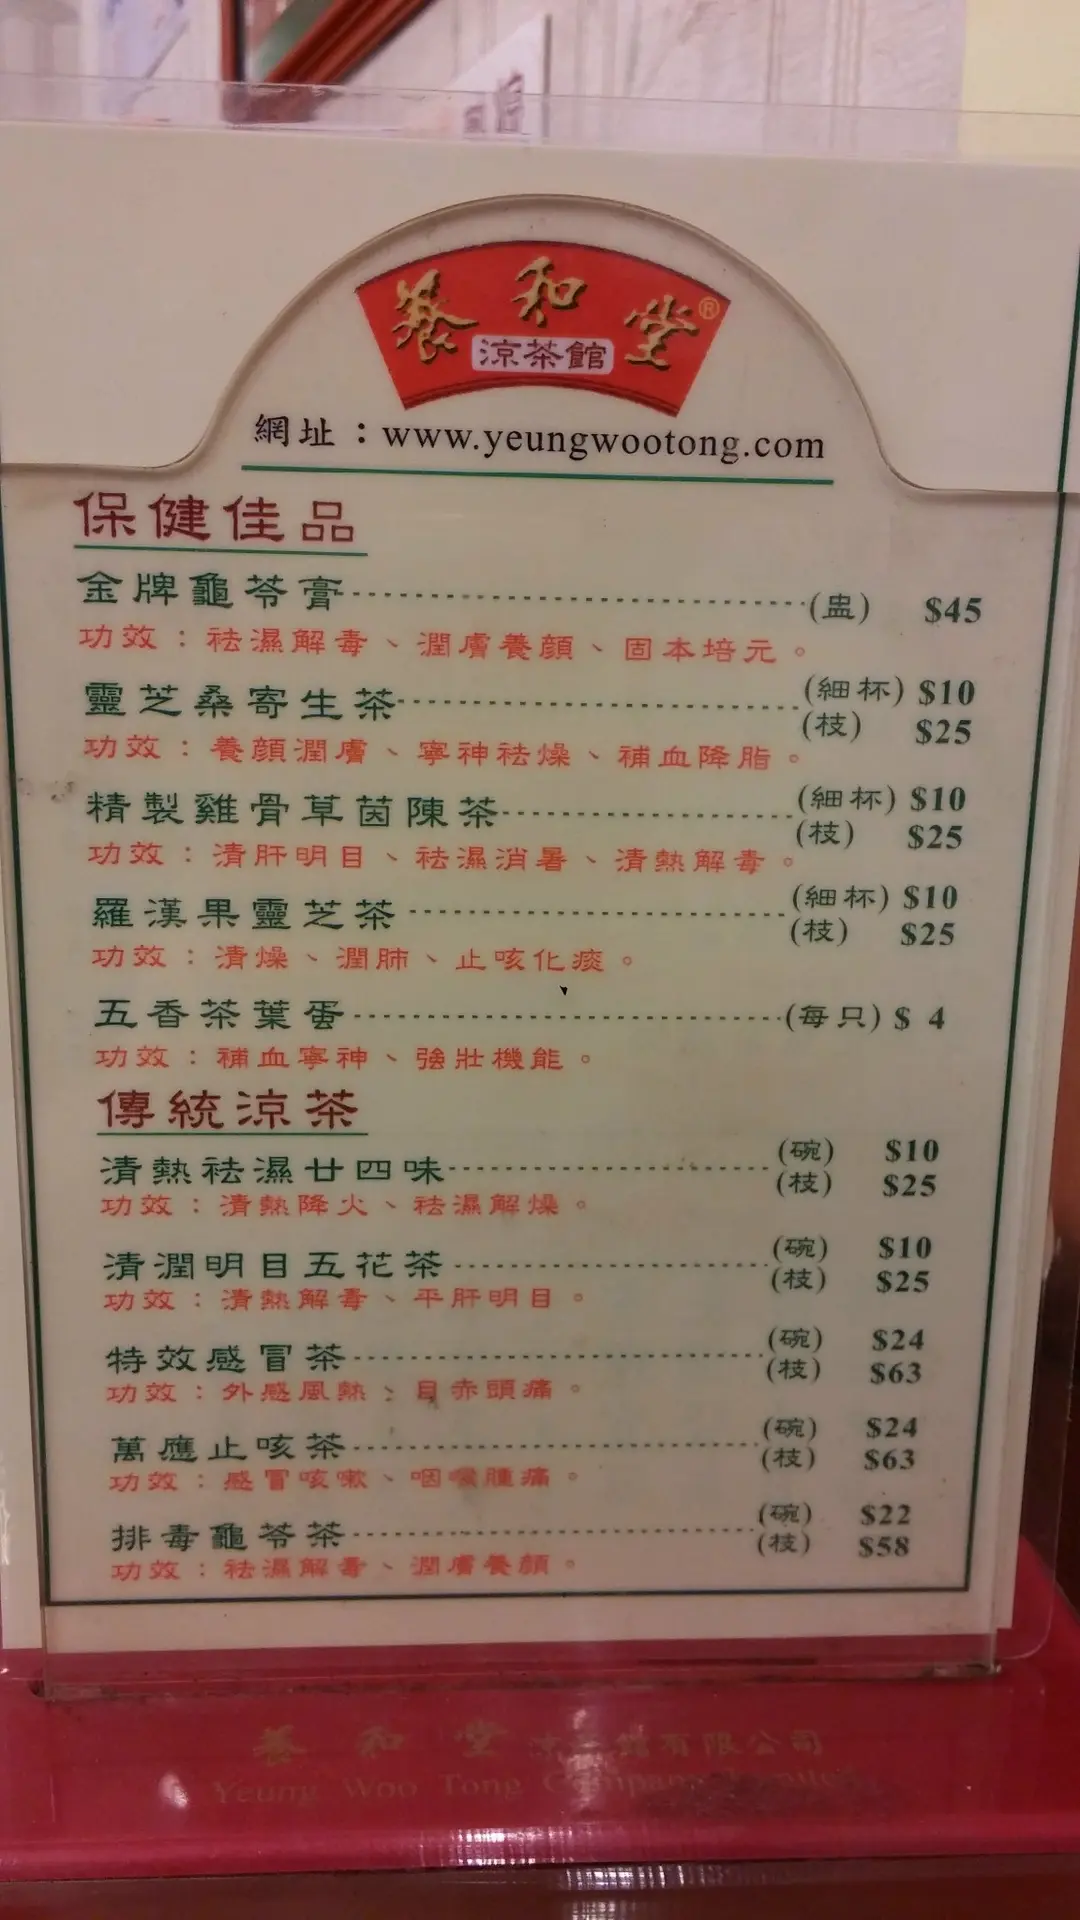 養和堂®
涼茶館
網址：www.yeungwootong.com
保健佳品
金牌龜苓膏 (盅) $45
功效：祛濕解毒、潤膚養顏、固本培元。
靈芝桑寄生茶 (細杯) $10
(枝) $25
功效：養顏潤膚、寧神祛燥、補血降脂。
精製雞骨草茵陳茶 (細杯) $10
(枝) $25
功效：清肝明目、祛濕消暑、清熱解毒。
羅漢果靈芝茶 (細杯) $10
(枝) $25
功效：清燥、潤肺、止咳化痰。
五香茶葉蛋 (每只) $ 4
功效：補血寧神、強壯機能。
傳統涼茶
清熱祛濕廿四味 (碗) $10
(枝) $25
功效：清熱降火、祛濕解燥。
清潤明目五花茶 (碗) $10
(枝) $25
功效：清熱解毒、平肝明目。
特效感冒茶 (碗) $24
(枝) $63
功效：外感風熱、目赤頭痛。
萬應止咳茶 (碗) $24
(枝) $63
功效：感冒咳嗽、咽喉腫痛。
排毒龜苓茶 (碗) $22
(枝) $58
功效：祛濕解毒、潤膚養顏。
養和堂涼茶館有限公司
Yeung Woo Tong Company Limited